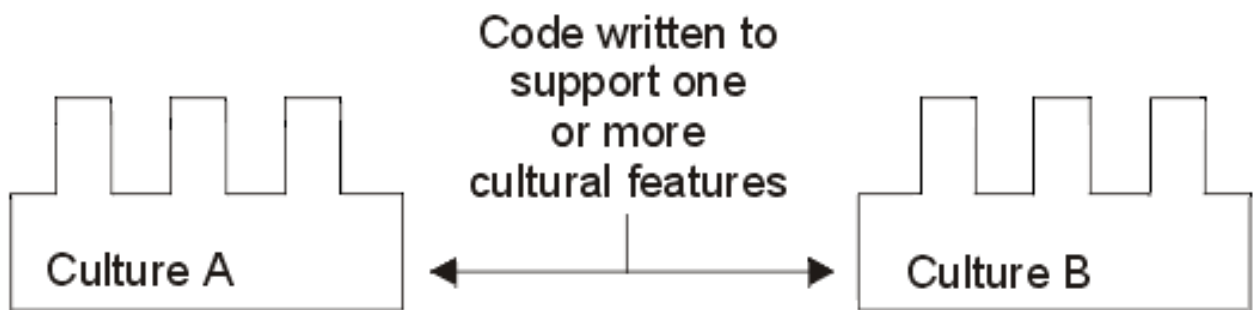 Code written to
support one
or more
cultural features
Culture A
Culture B